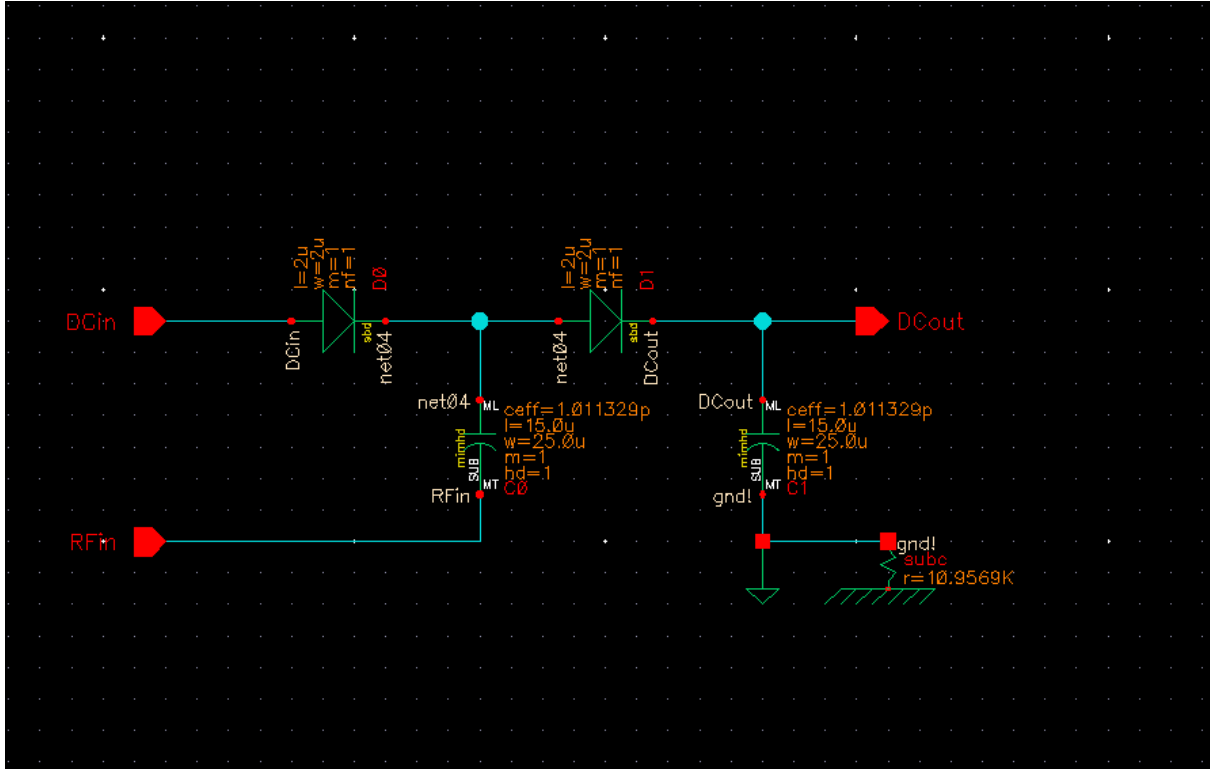 l=2u
w=2u
m=1
nf=1
D0
l=2u
w=2u
m=1
nf=1
D1
DCin
DCin
sbd
net04
net04
sbd
DCout
DCout
net04
ML
ceff=1.011329p
l=15.0u
w=25.0u
m=1
hd=1
mimhd
SUB
MT
C0
RFin
DCout
ML
ceff=1.011329p
l=15.0u
w=25.0u
m=1
hd=1
mimhd
SUB
MT
C1
gnd!
RFin
gnd!
subc
r=10.9569K